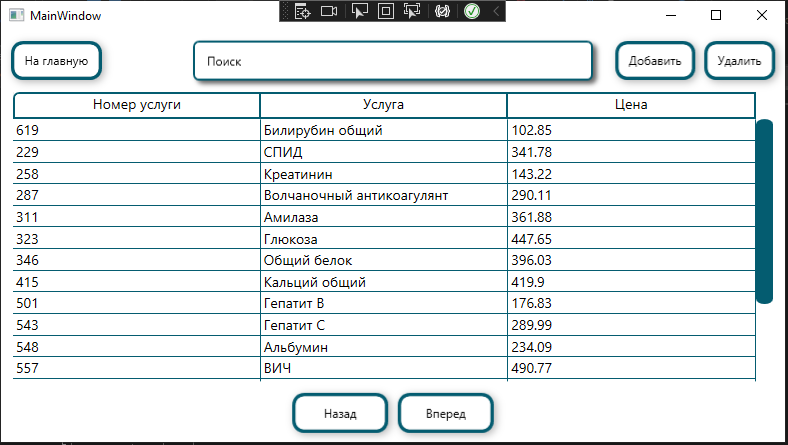 MainWindow
На главную
Поиск
Добавить
Удалить
Номер услуги Услуга Цена
619 Билирубин общий 102.85
229 СПИД 341.78
258 Креатинин 143.22
287 Волчаночный антикоагулянт 290.11
311 Амилаза 361.88
323 Глюкоза 447.65
346 Общий белок 396.03
415 Кальций общий 419.9
501 Гепатит В 176.83
543 Гепатит С 289.99
548 Альбумин 234.09
557 ВИЧ 490.77
Назад
Вперед